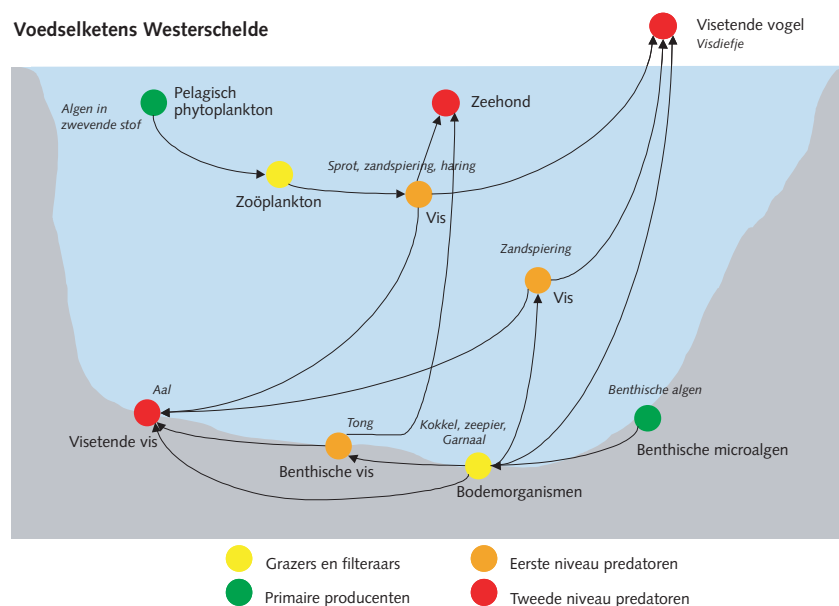 Voedselketens Westerschelde
Visetende vogel
Visdiefje
Pelagisch
phytoplankton
Algen in
zwevende stof
Zeehond
Sprot, zandspiering, haring
Zoöplankton
Vis
Zandspiering
Vis
Aal
Visetende vis
Tong
Benthische vis
Kokkel, zeepier,
Garnaal
Bodemorganismen
Benthische algen
Benthische microalgen
Grazers en filteraars
Eerste niveau predatoren
Primaire producenten
Tweede niveau predatoren